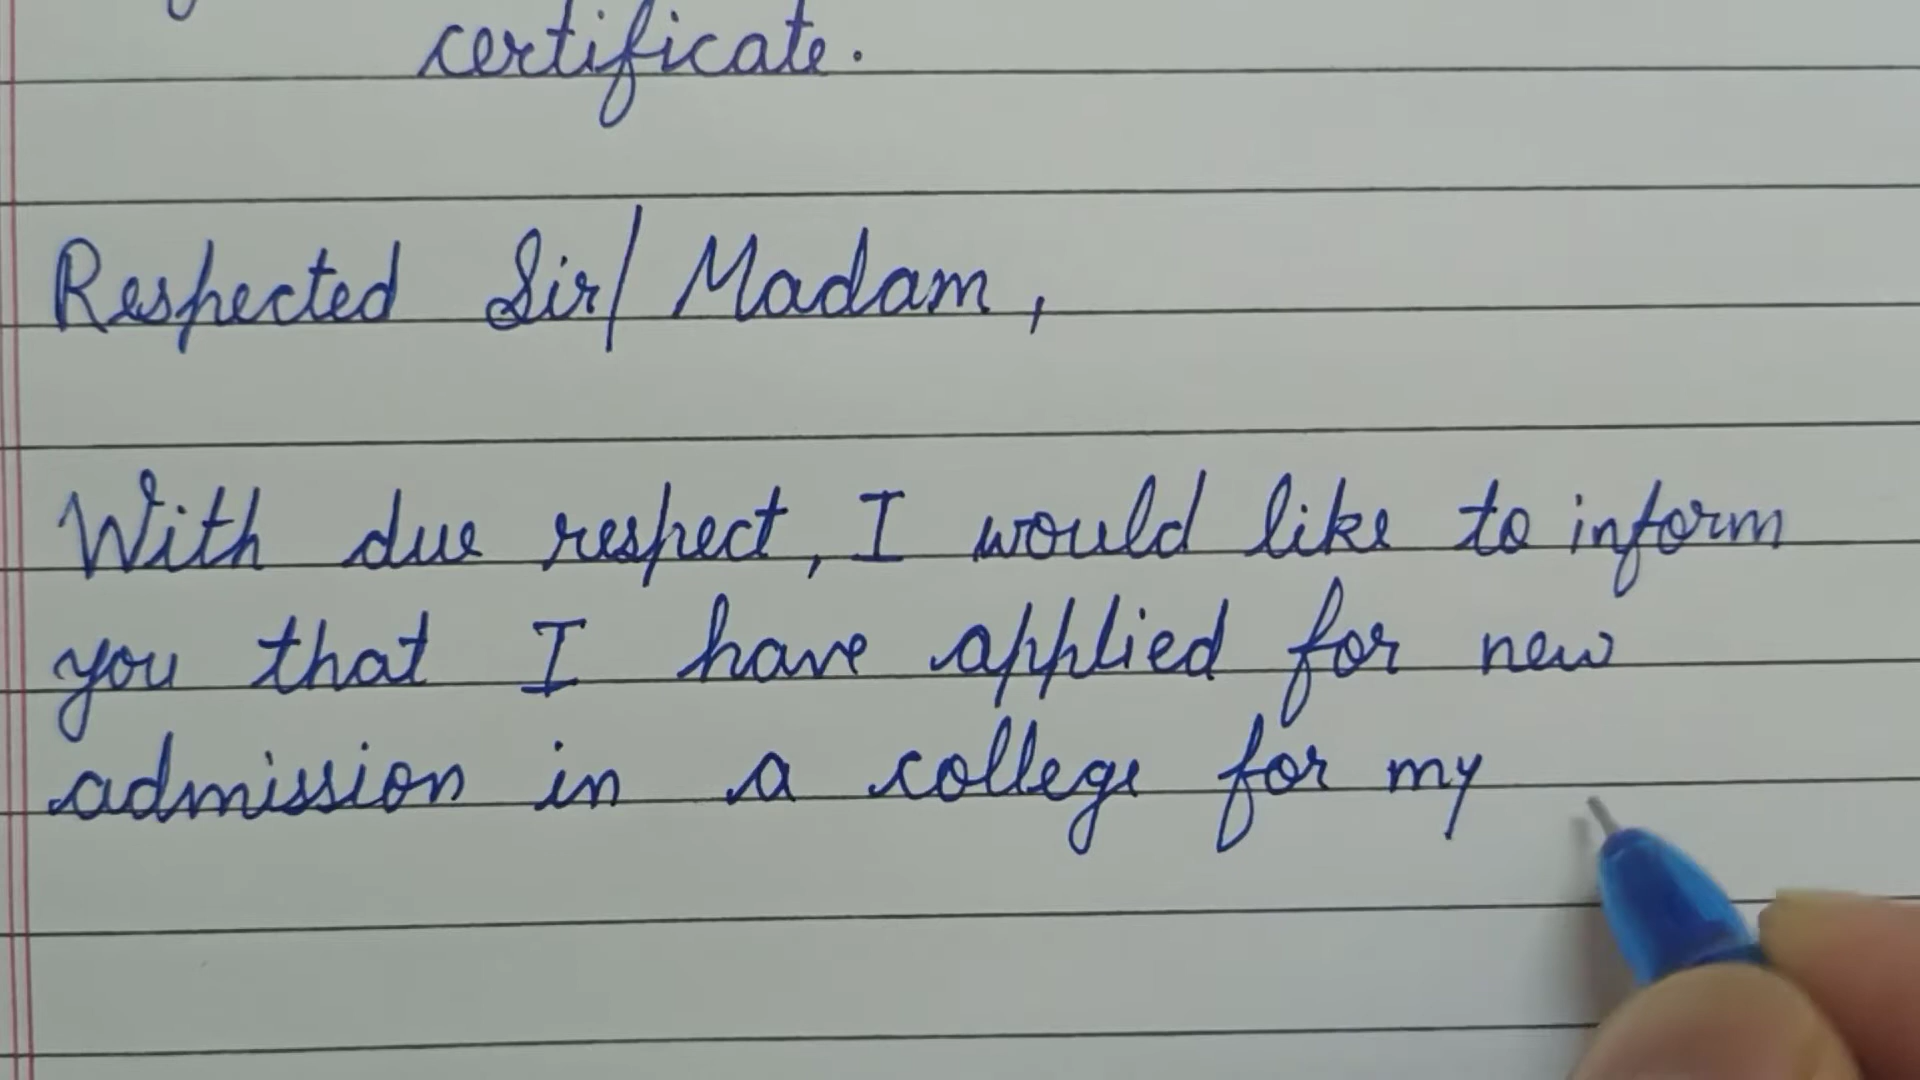 certificate.
Respected Sir/Madam,
With due respect, I would like to inform
you that I have applied for new
admission in a college for my